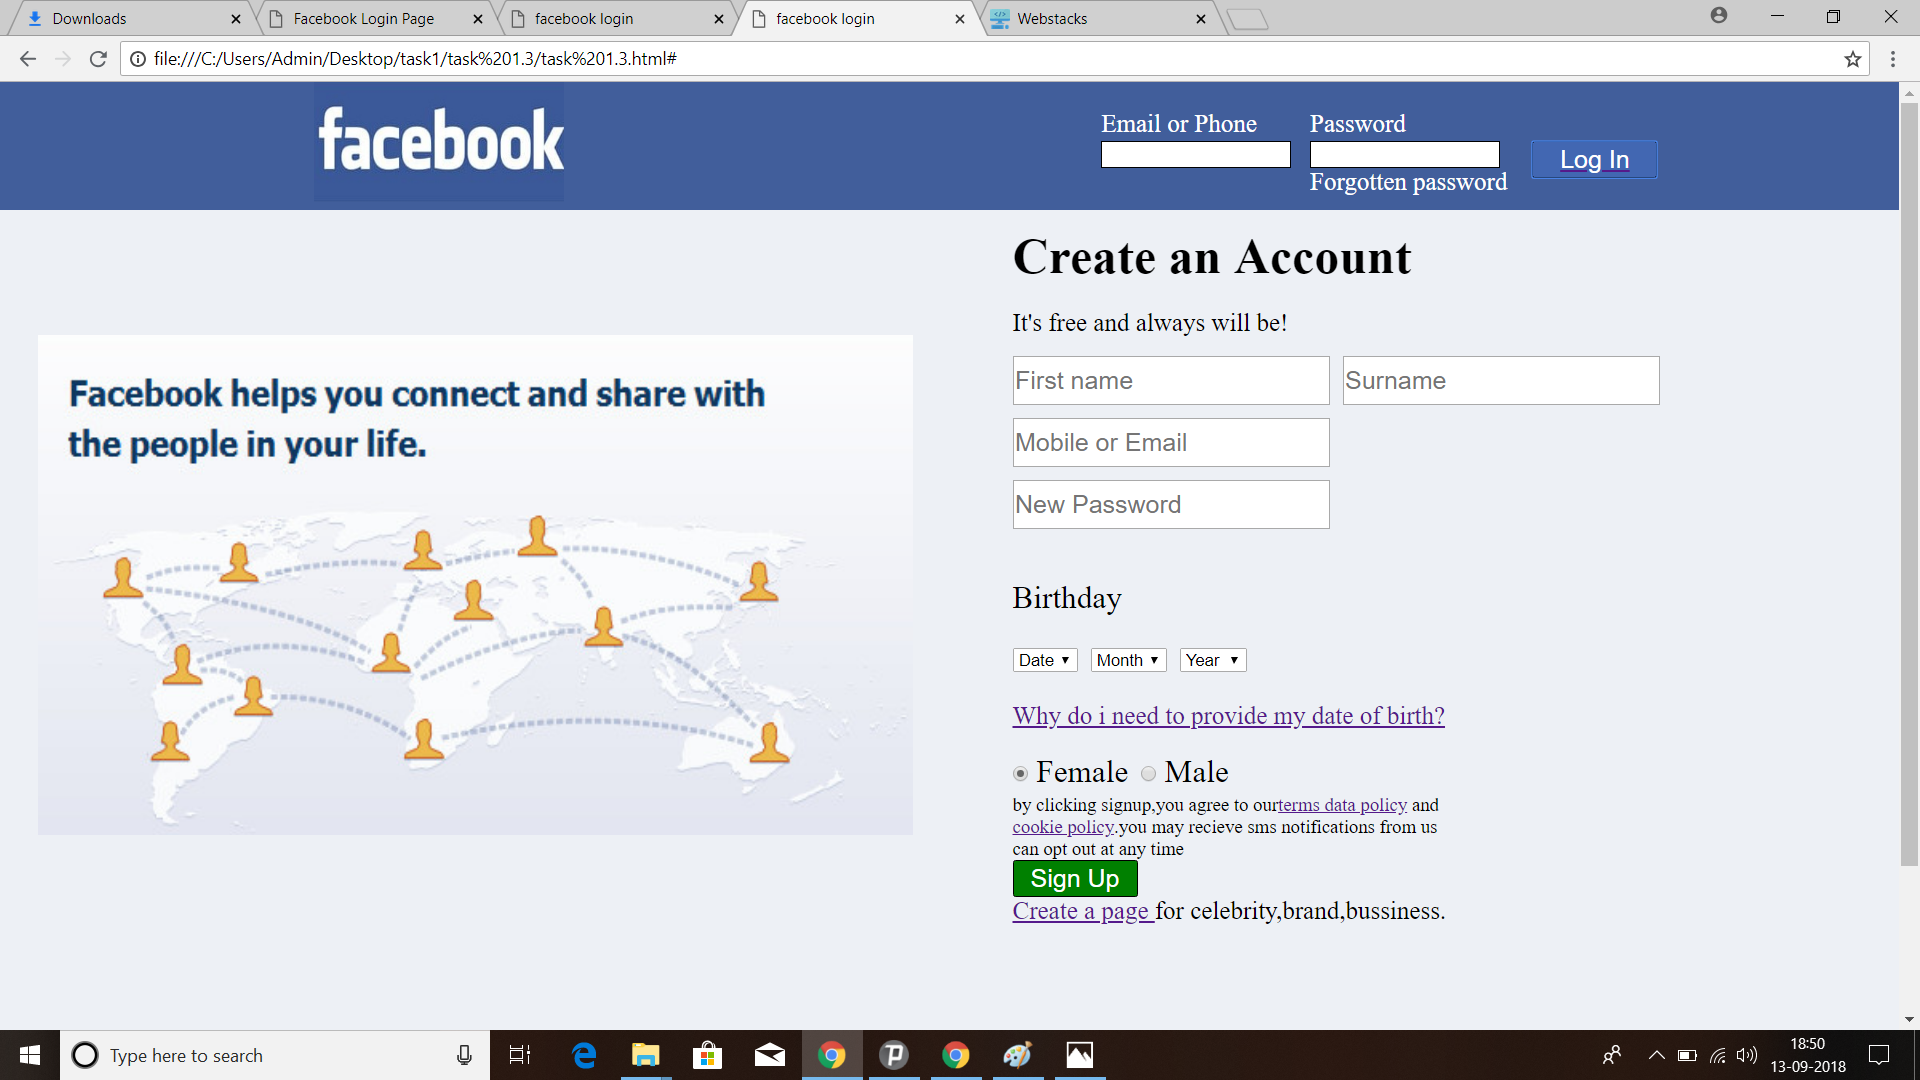 Downloads
Facebook Login Page
facebook login
facebook login
Webstacks
file:///C:/Users/Admin/Desktop/task1/task%201.3/task%201.3.html#
facebook
Email or Phone
Password
Log In
Forgotten password
Create an Account
It's free and always will be!
First name
Surname
Mobile or Email
New Password
Facebook helps you connect and share with
the people in your life.
Birthday
Date
Month
Year
Why do i need to provide my date of birth?
Female
Male
by clicking signup,you agree to ourterms data policy and
cookie policy.you may recieve sms notifications from us
can opt out at any time
Sign Up
Create a page for celebrity,brand,bussiness.
Type here to search
18:50
13-09-2018